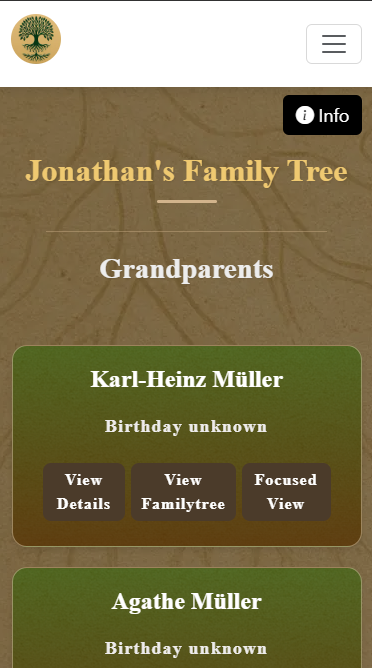 Info
Jonathan's Family Tree
Grandparents
Karl-Heinz Müller
Birthday unknown
View
Details
View
Familytree
Focused
View
Agathe Müller
Birthday unknown